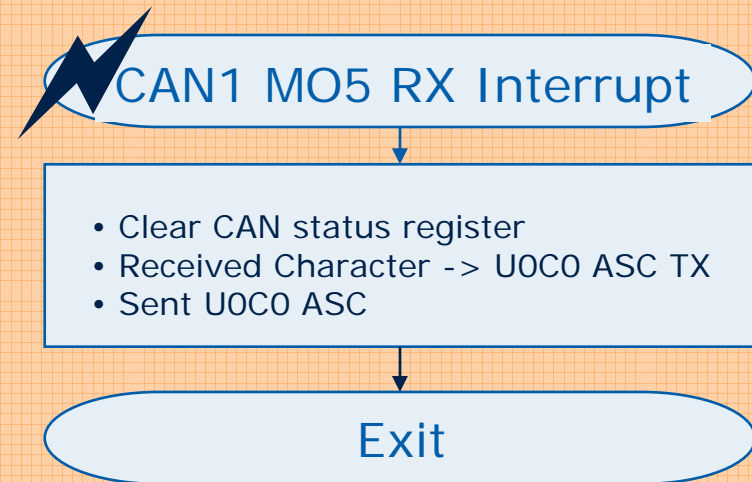 CAN1 MO5 RX Interrupt
• Clear CAN status register
• Received Character -> U0C0 ASC TX
• Sent U0C0 ASC
Exit